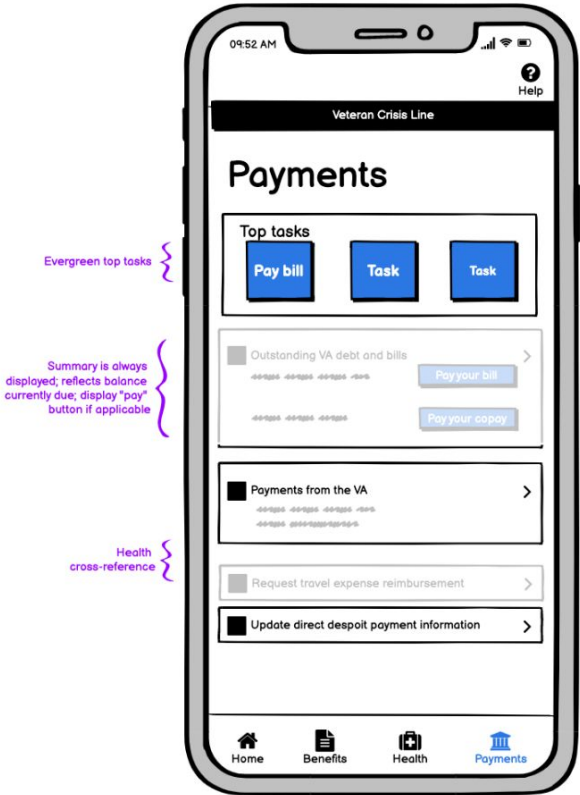 09:52 AM
Help
Veteran Crisis Line
Payments
Top tasks
Pay bill
Task
Task
Evergreen top tasks
Outstanding VA debt and bills
Pay your bill
Pay your copay
Summary is always
displayed; reflects balance
currently due; display "pay"
button if applicable
Payments from the VA
Health
cross-reference
Request travel expense reimbursement
Update direct despoit payment information
Home
Benefits
Health
Payments